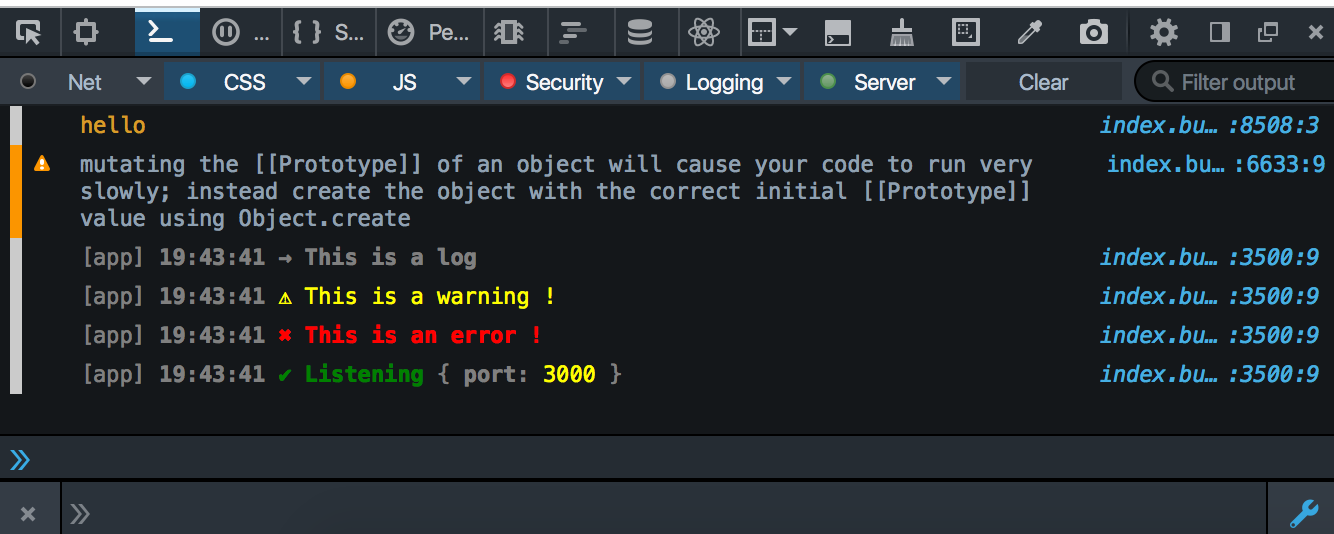 ... { } S... Pe...
Net CSS JS Security Logging Server Clear Filter output
hello index.bu… :8508:3
mutating the [[Prototype]] of an object will cause your code to run very index.bu… :6633:9
slowly; instead create the object with the correct initial [[Prototype]]
value using Object.create
[app] 19:43:41 → This is a log index.bu… :3500:9
[app] 19:43:41 ⚠ This is a warning ! index.bu… :3500:9
[app] 19:43:41 ✖ This is an error ! index.bu… :3500:9
[app] 19:43:41 ✔ Listening { port: 3000 } index.bu… :3500:9
»
× »